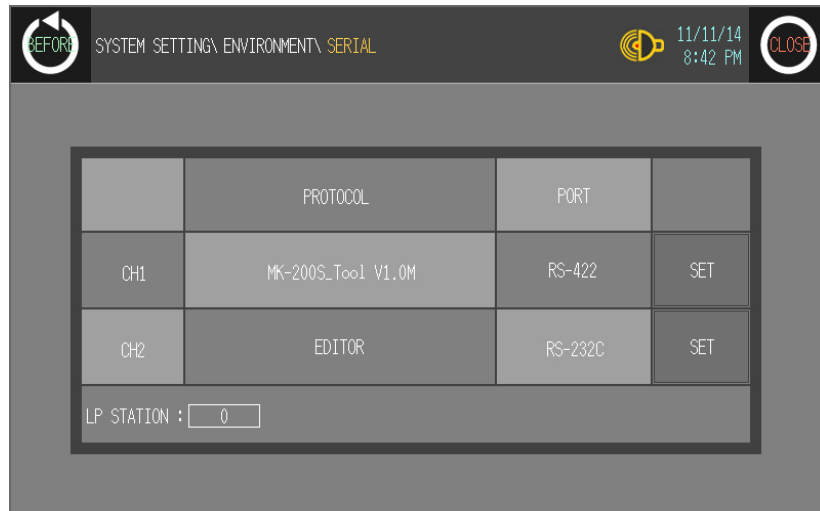 BEFORE
SYSTEM SETTING\ ENVIRONMENT\ SERIAL
11/11/14
8:42 PM
CLOSE
PROTOCOL PORT
CH1 MK-200S_Tool V1.0M RS-422 SET
CH2 EDITOR RS-232C SET
LP STATION : 0